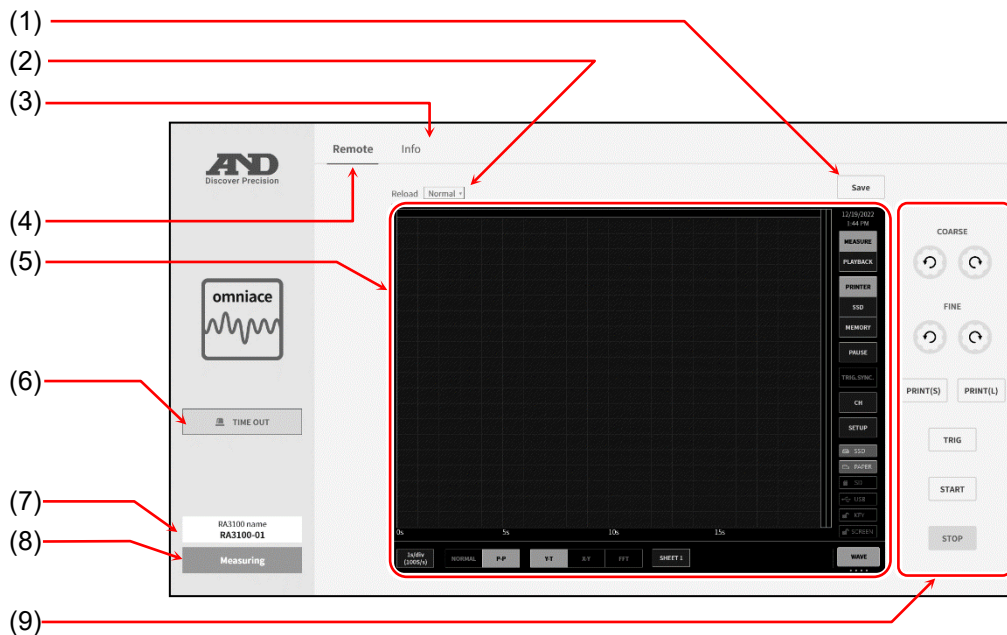 (1)
(2)
(3)
(4)
(5)
(6)
(7)
(8)
(9)
AND
Discover Precision
omniace
TIME OUT
RA3100 name
RA3100-01
Measuring
Remote Info
Reload Normal
Save
12/19/2022
1:44 PM
MEASURE
PLAYBACK
PRINTER
SSD
MEMORY
PAUSE
TRIG.SYNC.
CH
SETUP
SSD
PAPER
SD
USB
KEY
SCREEN
0s 5s 10s 15s
1s/div
(100S/s)
NORMAL P-P Y-T X-Y FFT SHEET 1 WAVE
COARSE
FINE
PRINT(S) PRINT(L)
TRIG
START
STOP